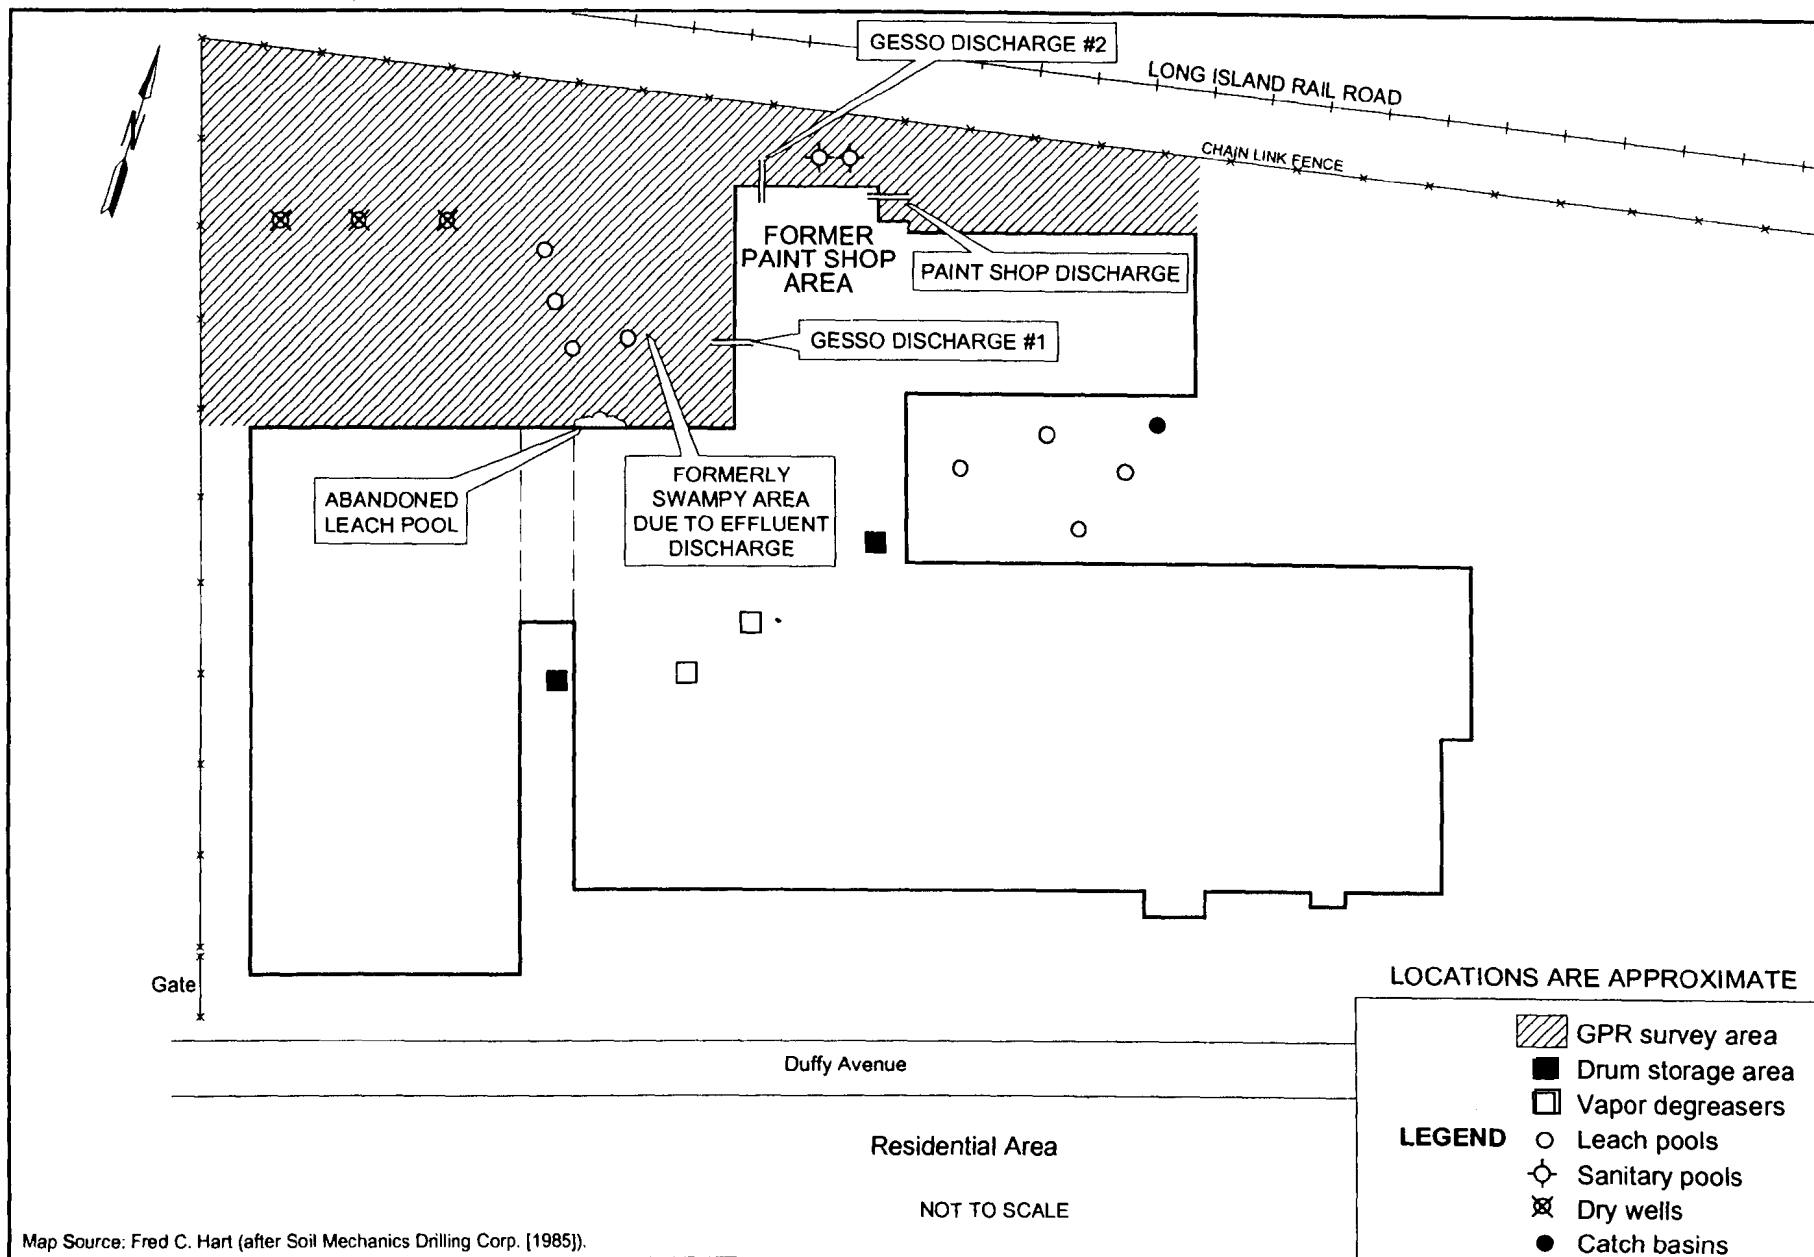 GESSO DISCHARGE #2
LONG ISLAND RAIL ROAD
N
CHAIN LINK FENCE
FORMER
PAINT SHOP
AREA
PAINT SHOP DISCHARGE
GESSO DISCHARGE #1
ABANDONED
LEACH POOL
FORMERLY
SWAMPY AREA
DUE TO EFFLUENT
DISCHARGE
Gate
Duffy Avenue
Residential Area
NOT TO SCALE
LOCATIONS ARE APPROXIMATE
LEGEND
GPR survey area
Drum storage area
Vapor degreasers
Leach pools
Sanitary pools
Dry wells
Catch basins
Map Source: Fred C. Hart (after Soil Mechanics Drilling Corp. [1985]).